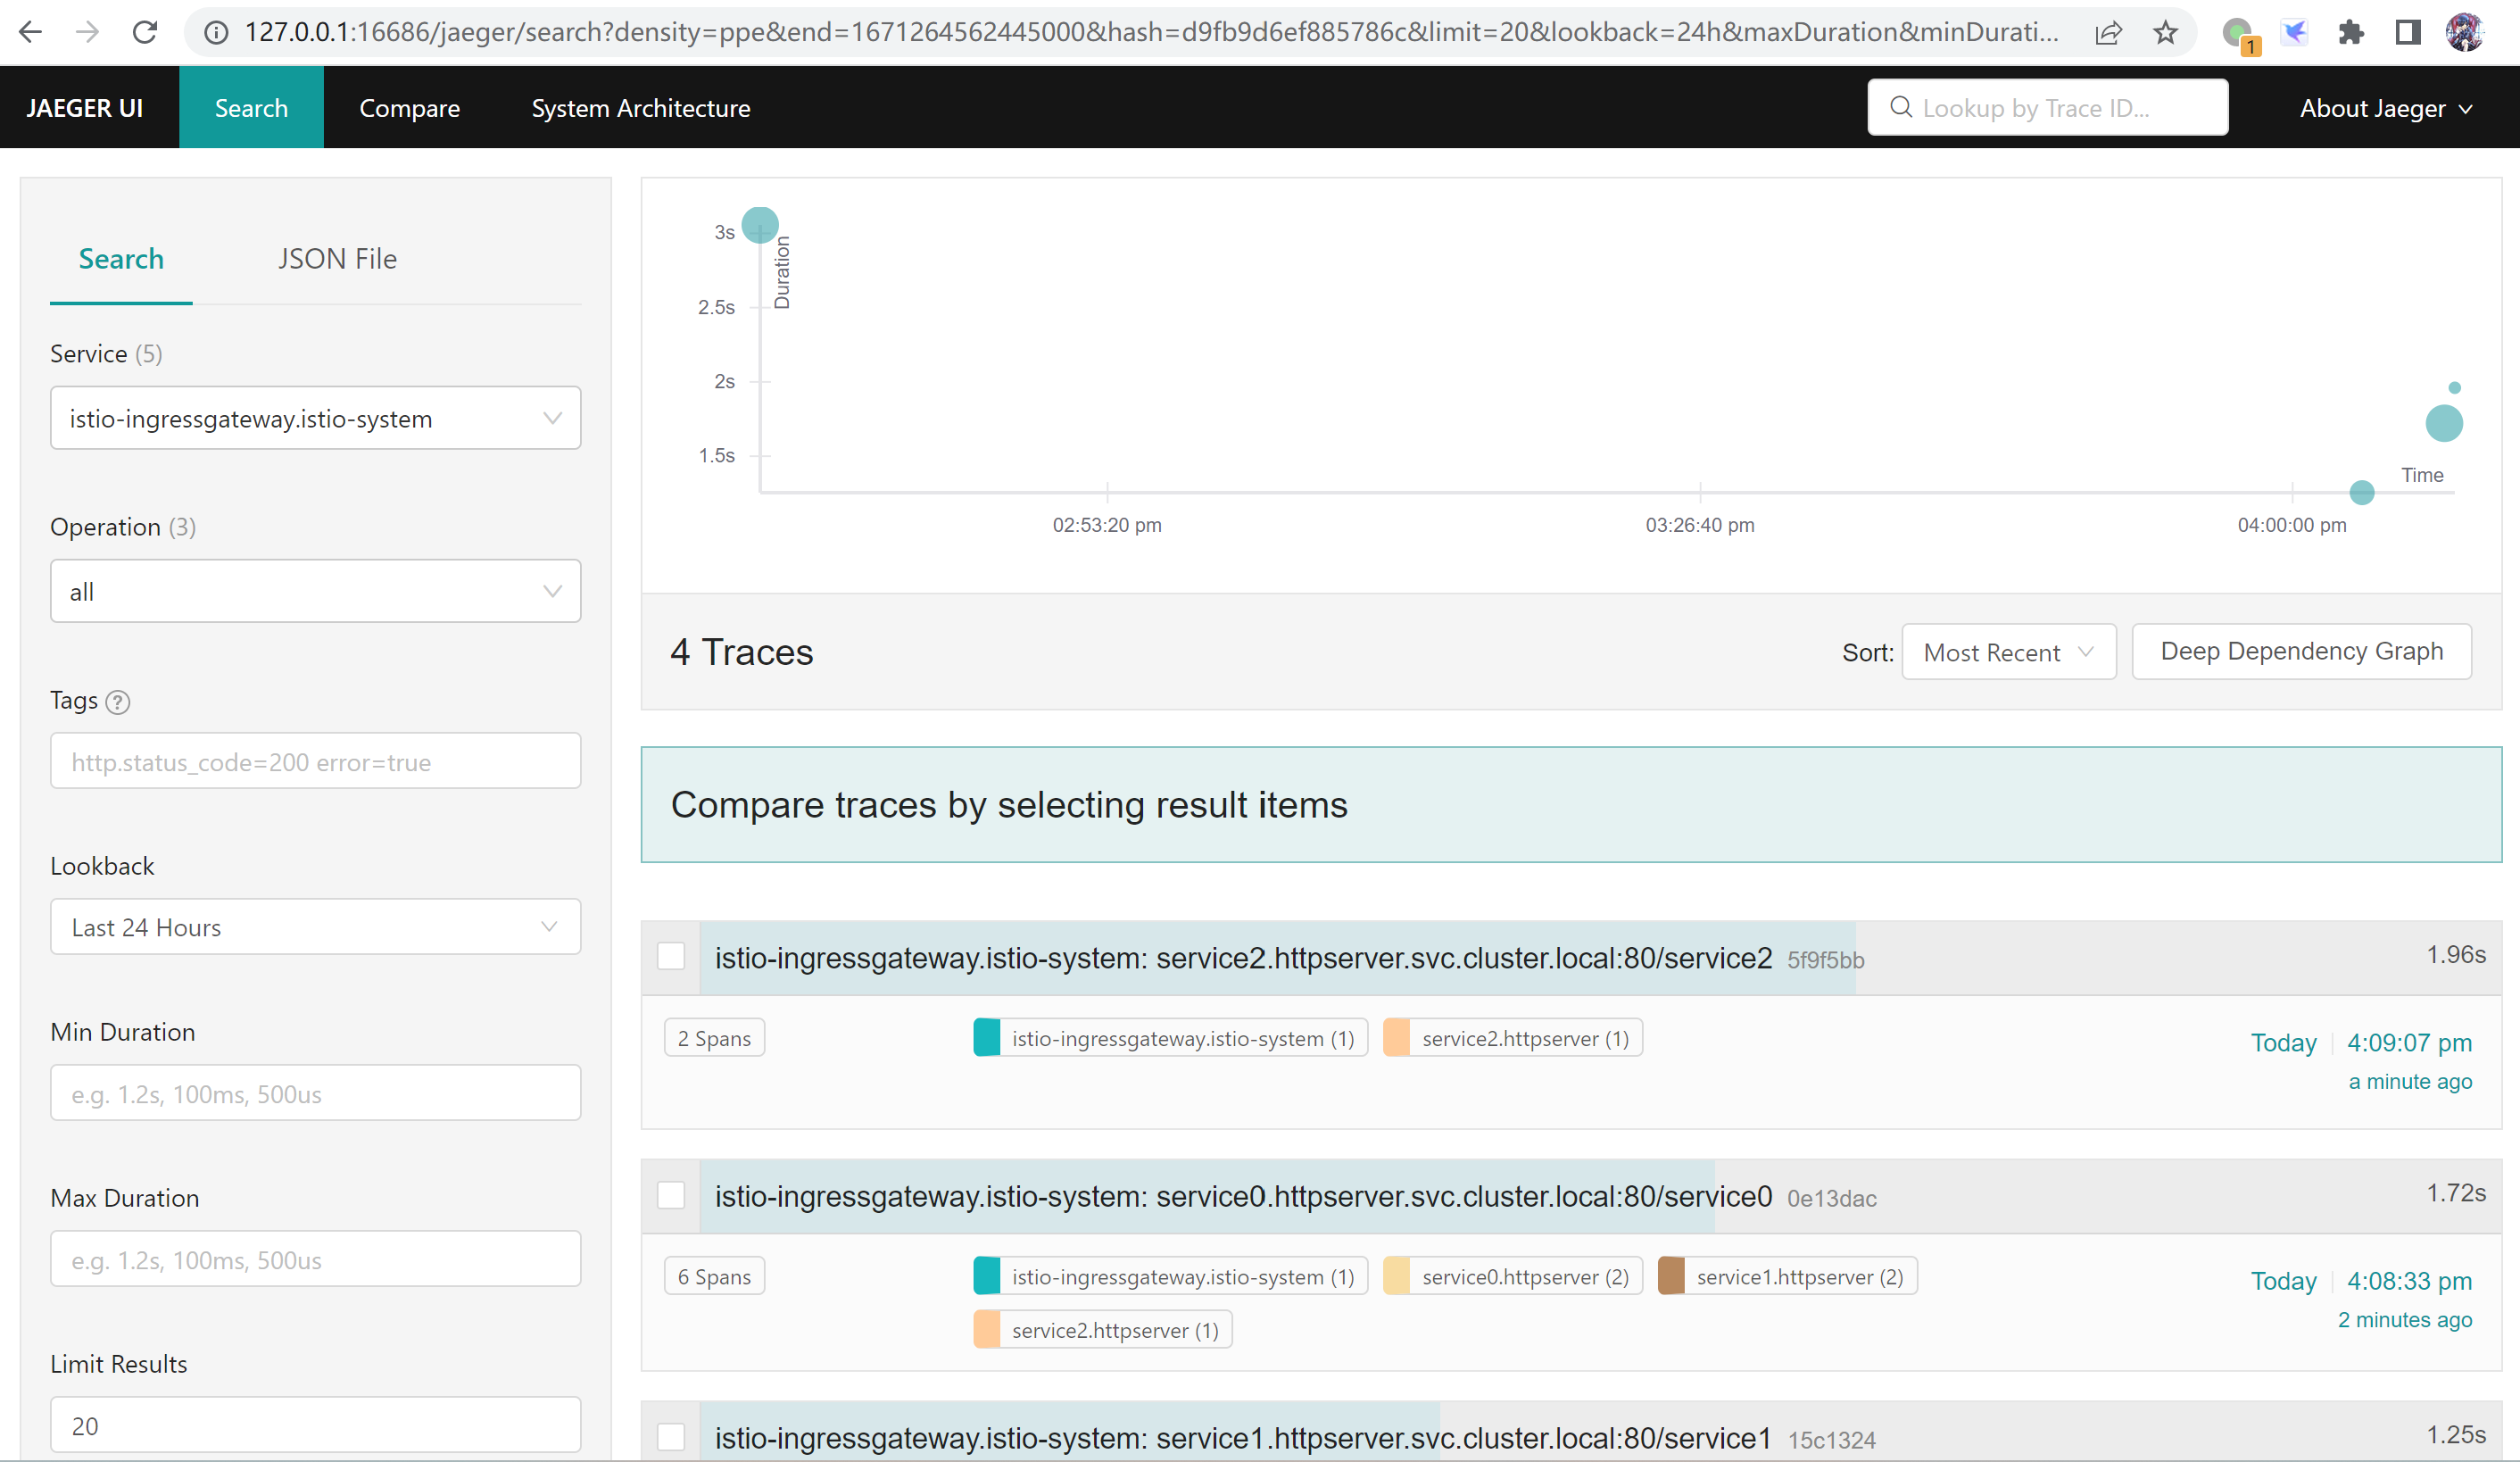 127.0.0.1:16686/jaeger/search?density=ppe&end=1671264562445000&hash=d9fb9d6ef885786c&limit=20&lookback=24h&maxDuration&minDurati...
1
JAEGER UI
Search
Compare
System Architecture
Lookup by Trace ID...
About Jaeger
Search
JSON File
Service (5)
istio-ingressgateway.istio-system
Operation (3)
all
Tags ?
http.status_code=200 error=true
Lookback
Last 24 Hours
Min Duration
e.g. 1.2s, 100ms, 500us
Max Duration
e.g. 1.2s, 100ms, 500us
Limit Results
20
3s
2.5s
2s
1.5s
Duration
Time
02:53:20 pm
03:26:40 pm
04:00:00 pm
4 Traces
Sort:
Most Recent
Deep Dependency Graph
Compare traces by selecting result items
istio-ingressgateway.istio-system: service2.httpserver.svc.cluster.local:80/service2 5f9f5bb
1.96s
2 Spans
istio-ingressgateway.istio-system (1)
service2.httpserver (1)
Today
4:09:07 pm
a minute ago
istio-ingressgateway.istio-system: service0.httpserver.svc.cluster.local:80/service0 0e13dac
1.72s
6 Spans
istio-ingressgateway.istio-system (1)
service0.httpserver (2)
service1.httpserver (2)
service2.httpserver (1)
Today
4:08:33 pm
2 minutes ago
istio-ingressgateway.istio-system: service1.httpserver.svc.cluster.local:80/service1 15c1324
1.25s